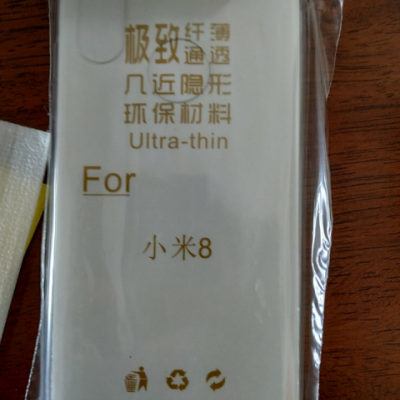 极致纤薄通透
几近隐形
环保材料
Ultra-thin
For
小米8